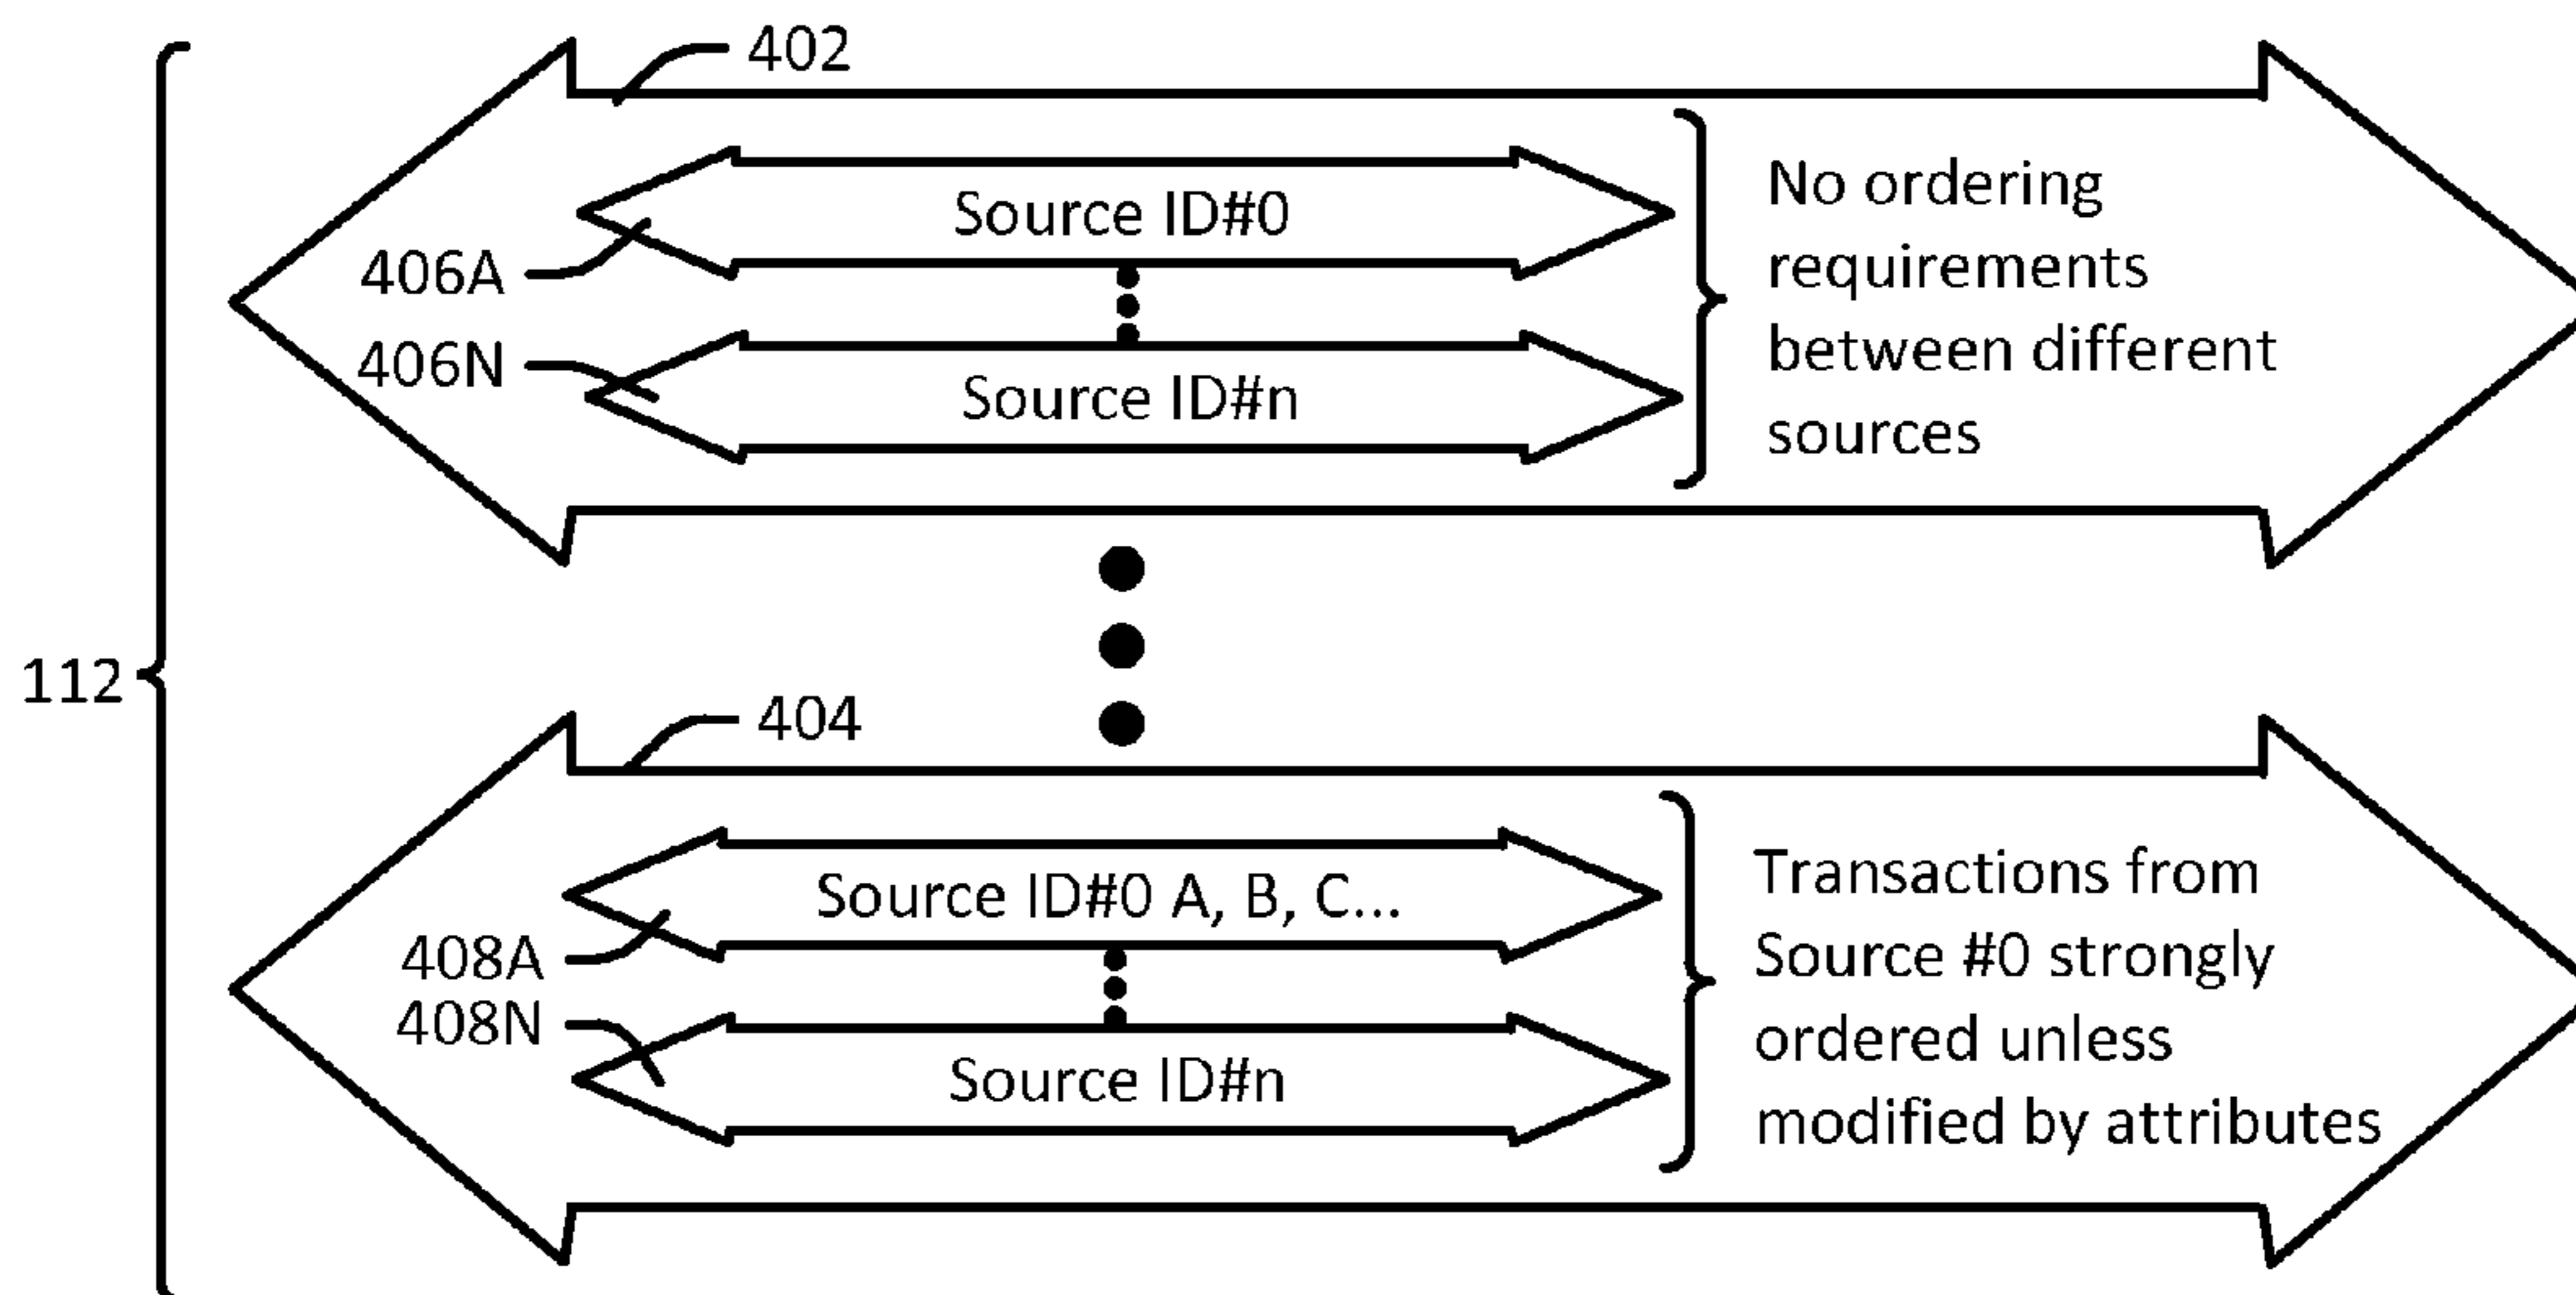 402
Source ID#0
406A
406N
Source ID#n
No ordering
requirements
between different
sources
112
404
Source ID#0 A, B, C...
408A
408N
Source ID#n
Transactions from
Source #0 strongly
ordered unless
modified by attributes